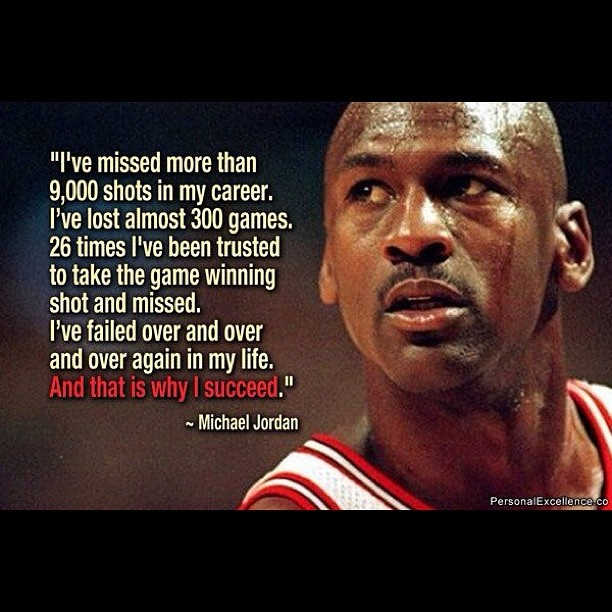 "I've missed more than
9,000 shots in my career.
I've lost almost 300 games.
26 times I've been trusted
to take the game winning
shot and missed.
I've failed over and over
and over again in my life.
And that is why I succeed."
~ Michael Jordan
PersonalExcellence.co